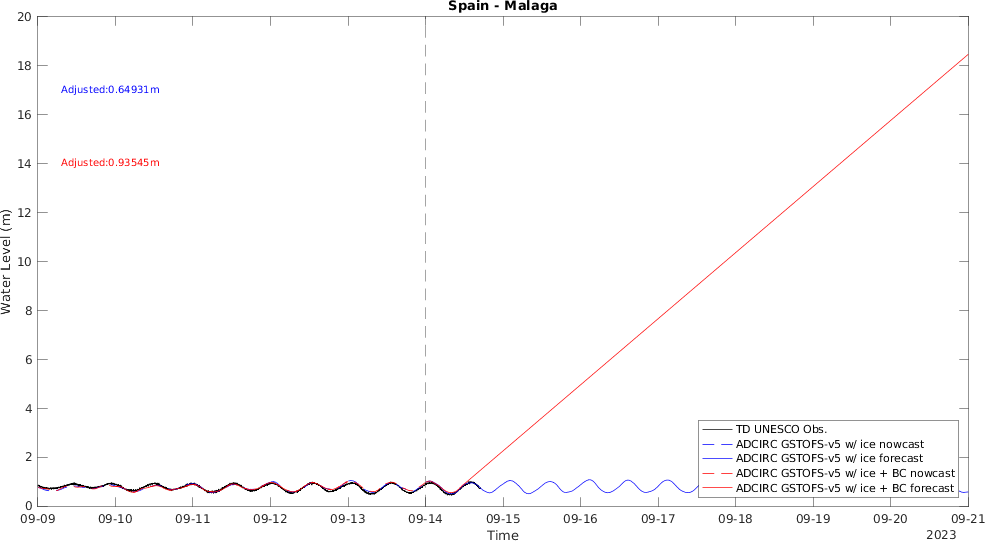 Spain - Malaga
20
18
16
14
12
10
8
6
4
2
0
Water Level (m)
Adjusted:0.64931m
Adjusted:0.93545m
TD UNESCO Obs.
ADCIRC GSTOFS-v5 w/ ice nowcast
ADCIRC GSTOFS-v5 w/ ice forecast
ADCIRC GSTOFS-v5 w/ ice + BC nowcast
ADCIRC GSTOFS-v5 w/ ice + BC forecast
09-09 09-10 09-11 09-12 09-13 09-14 09-15 09-16 09-17 09-18 09-19 09-20 09-21
Time
2023